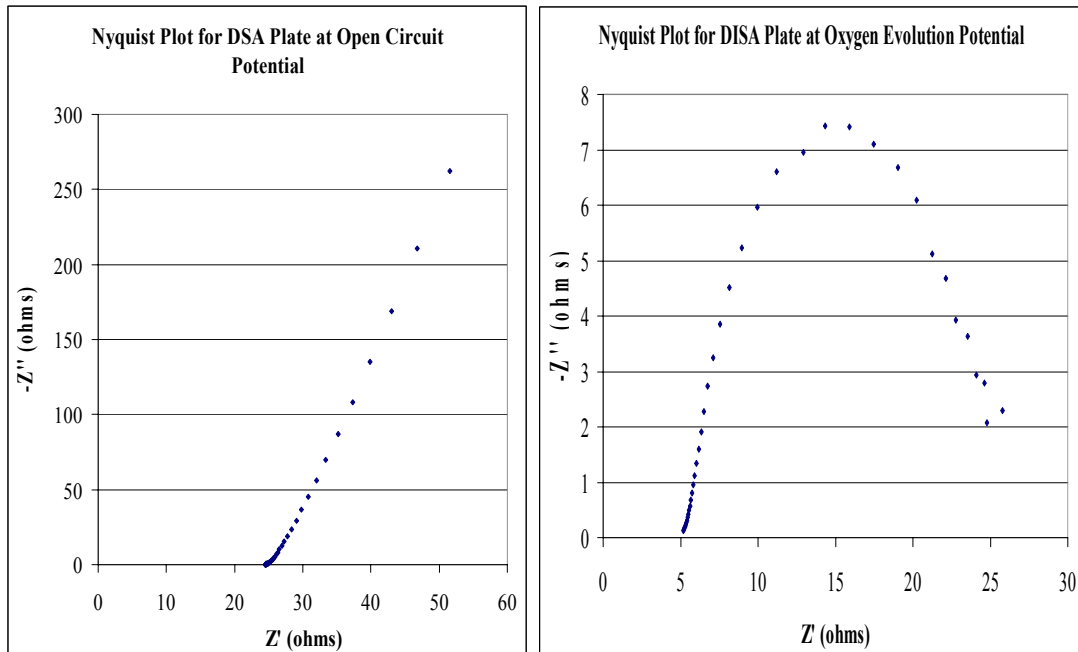 Nyquist Plot for DSA Plate at Open Circuit
Potential
300
250
200
150
100
50
0
-Z'' (ohms)
0 10 20 30 40 50 60
Z' (ohms)
Nyquist Plot for DISA Plate at Oxygen Evolution Potential
8
7
6
5
4
3
2
1
0
-Z'' (ohms)
0 5 10 15 20 25 30
Z' (ohms)